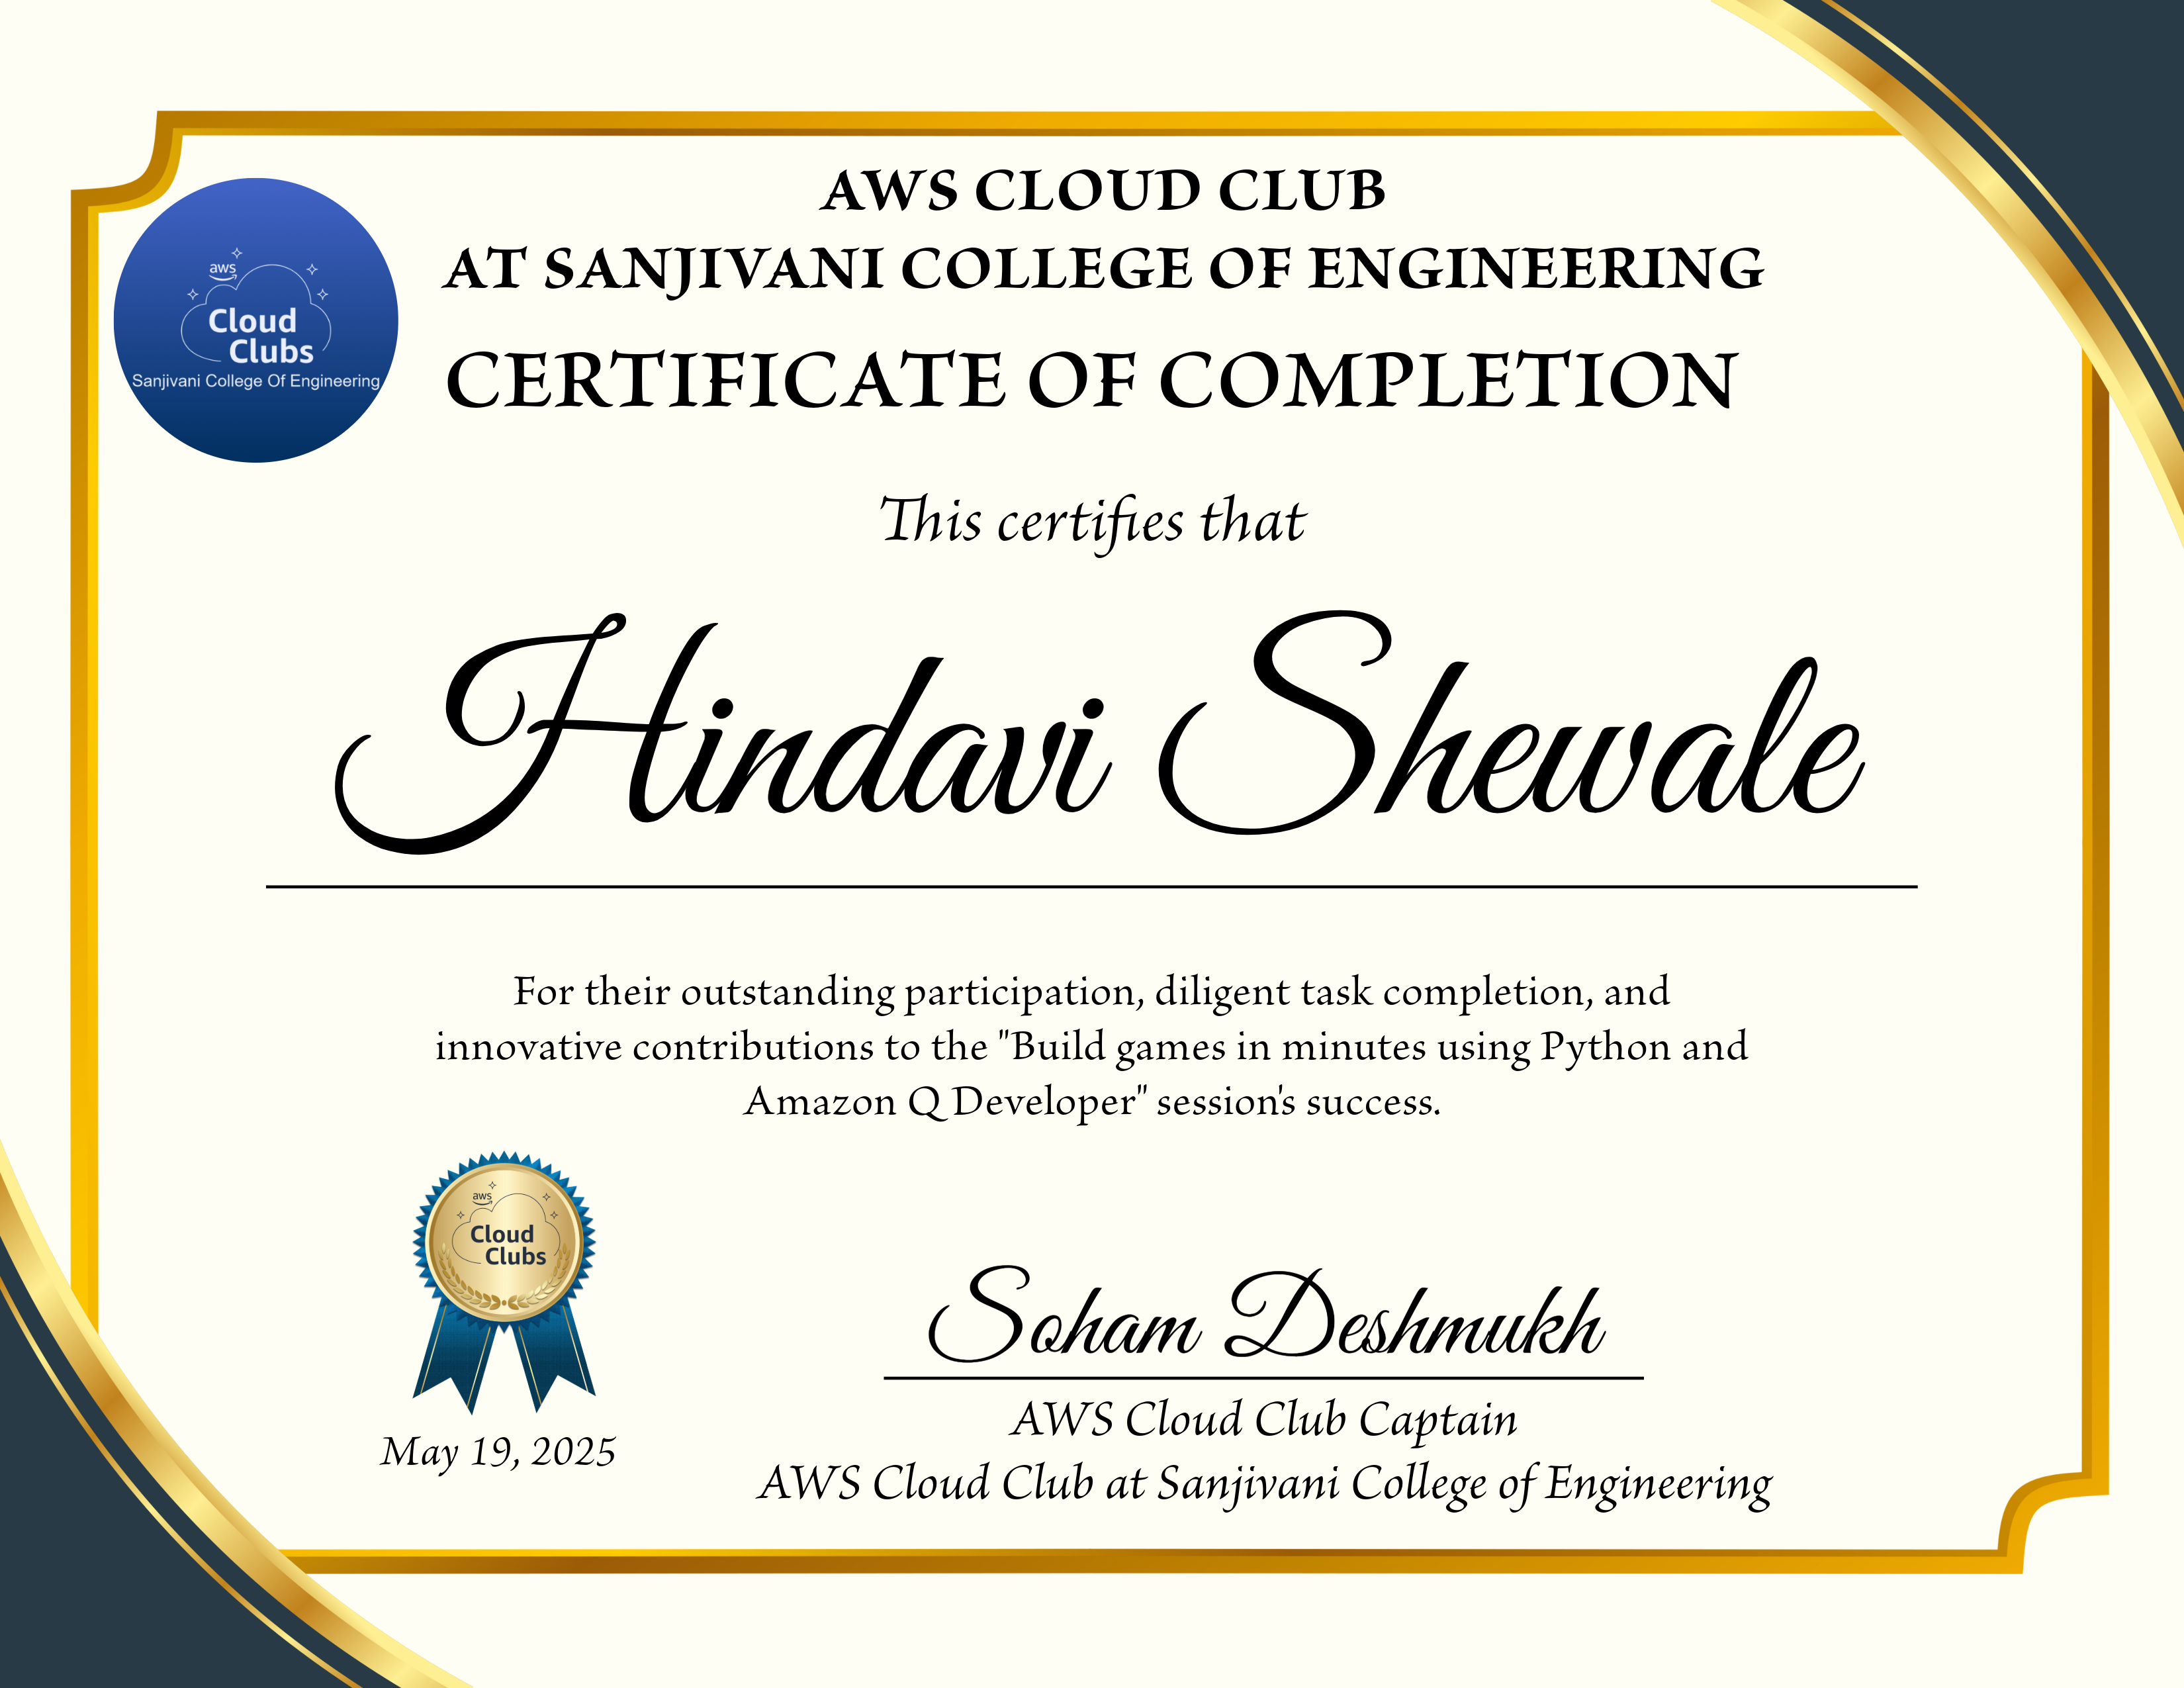 AWS CLOUD CLUB
AT SANJIVANI COLLEGE OF ENGINEERING
CERTIFICATE OF COMPLETION
aws
Cloud
Clubs
Sanjivani College Of Engineering
This certifies that
Hindavi Shewale
For their outstanding participation, diligent task completion, and
innovative contributions to the "Build games in minutes using Python and
Amazon Q Developer" session's success.
aws
Cloud
Clubs
May 19, 2025
Soham Deshmukh
AWS Cloud Club Captain
AWS Cloud Club at Sanjivani College of Engineering